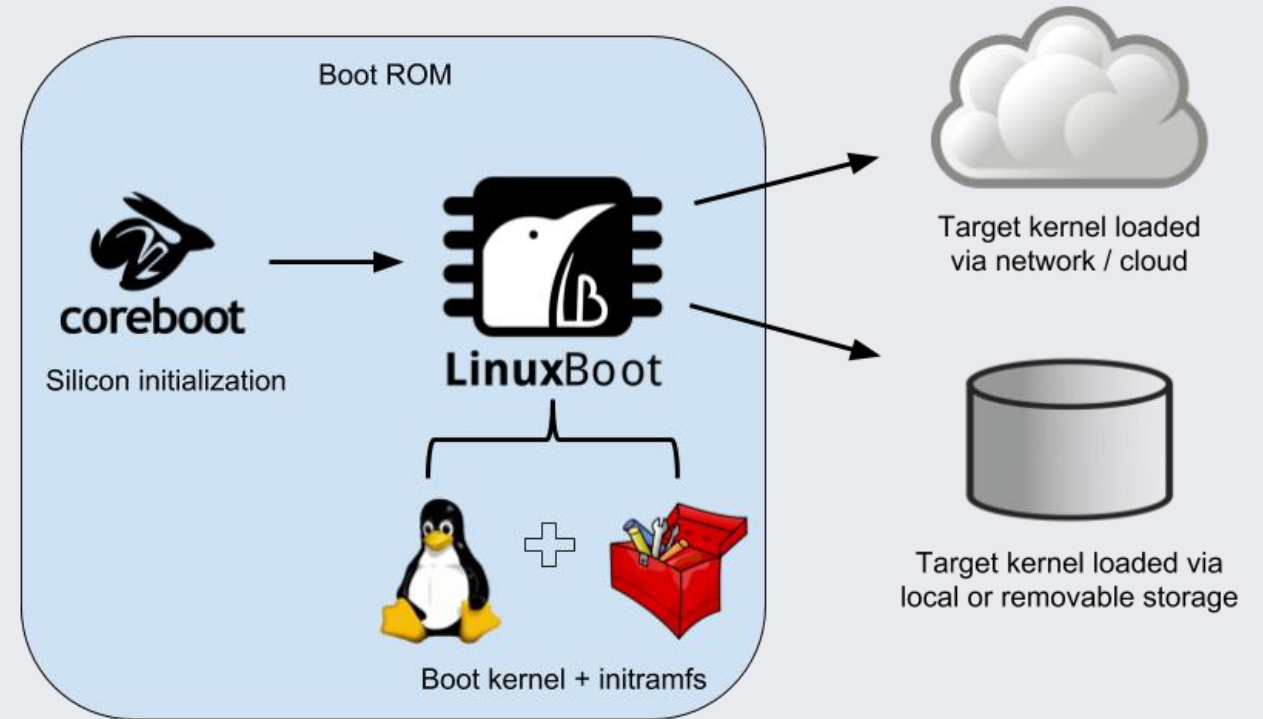 Boot ROM
coreboot
Silicon initialization
LB
LinuxBoot
Boot kernel + initramfs
Target kernel loaded
via network / cloud
Target kernel loaded via
local or removable storage